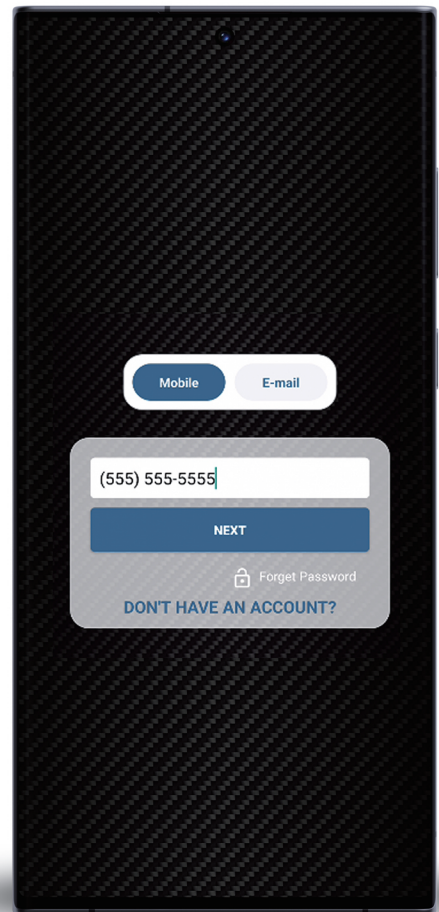 Mobile E-mail
(555) 555-5555
NEXT
Forget Password
DON'T HAVE AN ACCOUNT?